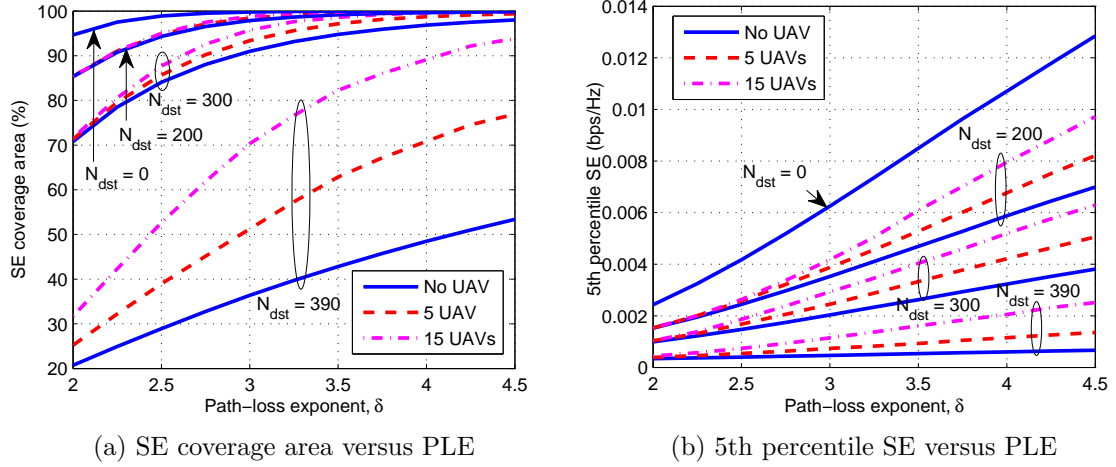 100
90
80
70
60
50
40
30
20
SE coverage area (%)
N_dst = 300
N_dst = 200
N_dst = 0
N_dst = 390
No UAV
5 UAV
15 UAVs
2
2.5
3
3.5
4
4.5
Path−loss exponent, δ
(a) SE coverage area versus PLE
0.014
0.012
0.01
0.008
0.006
0.004
0.002
0
5th percentile SE (bps/Hz)
No UAV
5 UAVs
15 UAVs
N_dst = 200
N_dst = 0
N_dst = 390
N_dst = 300
2
2.5
3
3.5
4
4.5
Path−loss exponent, δ
(b) 5th percentile SE versus PLE